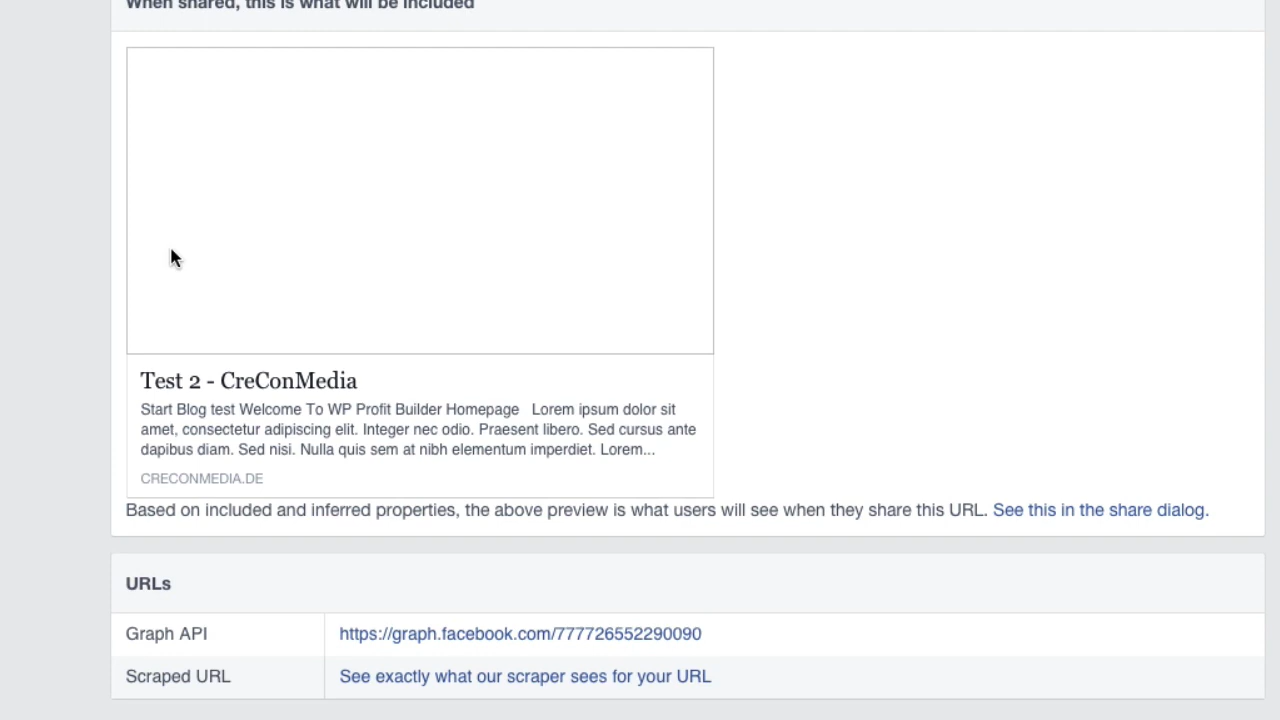 When shared, this is what will be included
Test 2 - CreConMedia
Start Blog test Welcome To WP Profit Builder Homepage   Lorem ipsum dolor sit
amet, consectetur adipiscing elit. Integer nec odio. Praesent libero. Sed cursus ante
dapibus diam. Sed nisi. Nulla quis sem at nibh elementum imperdiet. Lorem...
CRECONMEDIA.DE
Based on included and inferred properties, the above preview is what users will see when they share this URL. See this in the share dialog.
URLs
Graph API
https://graph.facebook.com/777726552290090
Scraped URL
See exactly what our scraper sees for your URL